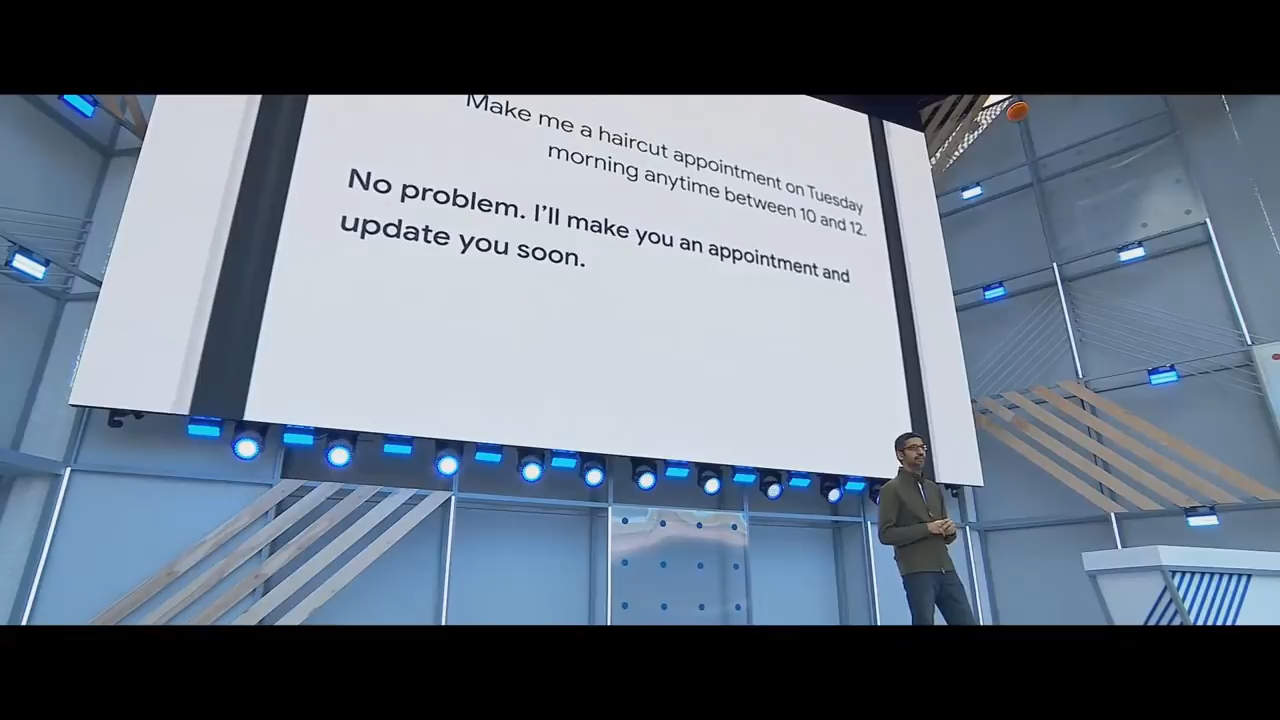 Make me a haircut appointment on Tuesday
morning anytime between 10 and 12.
No problem. I'll make you an appointment and
update you soon.